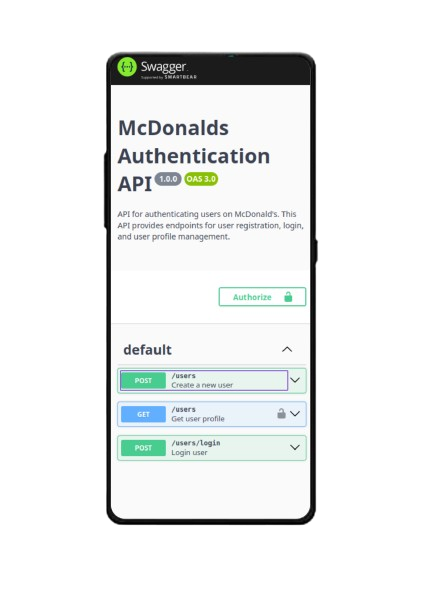 Swagger
Supported by SMARTBEAR
McDonalds
Authentication
API 1.0.0 OAS 3.0
API for authenticating users on McDonald's. This
API provides endpoints for user registration, login,
and user profile management.
Authorize
default
POST /users
Create a new user
GET /users
Get user profile
POST /users/login
Login user